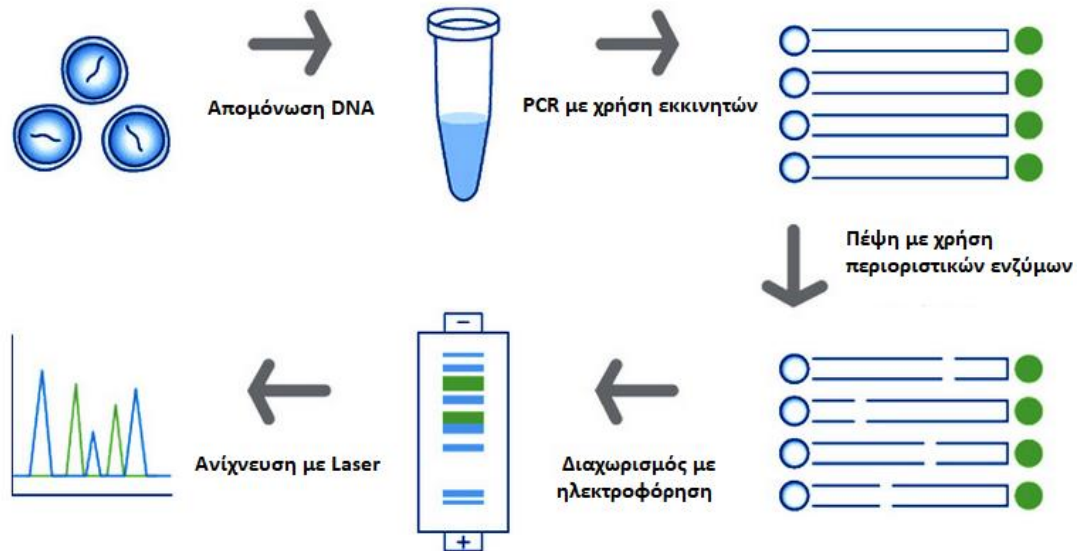 Απομόνωση DNA
PCR με χρήση εκκινητών
Πέψη με χρήση
περιοριστικών ενζύμων
−
Ανίχνευση με Laser
Διαχωρισμός με
ηλεκτροφόρηση
+